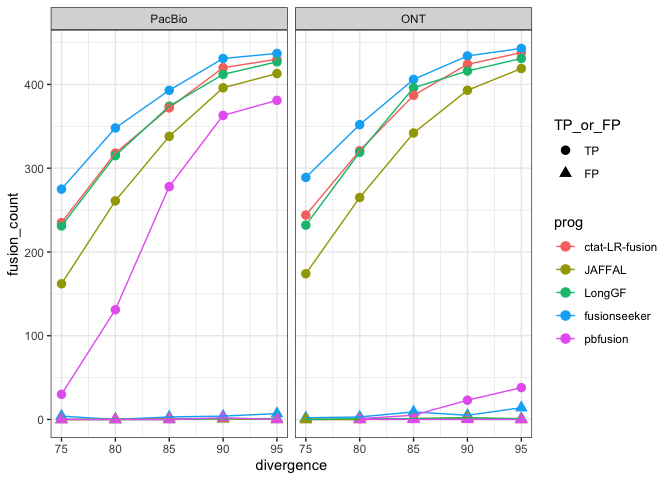 PacBio
ONT
400
300
200
100
0
fusion_count
75
80
85
90
95
75
80
85
90
95
divergence
TP_or_FP
TP
FP
prog
ctat-LR-fusion
JAFFAL
LongGF
fusionseeker
pbfusion